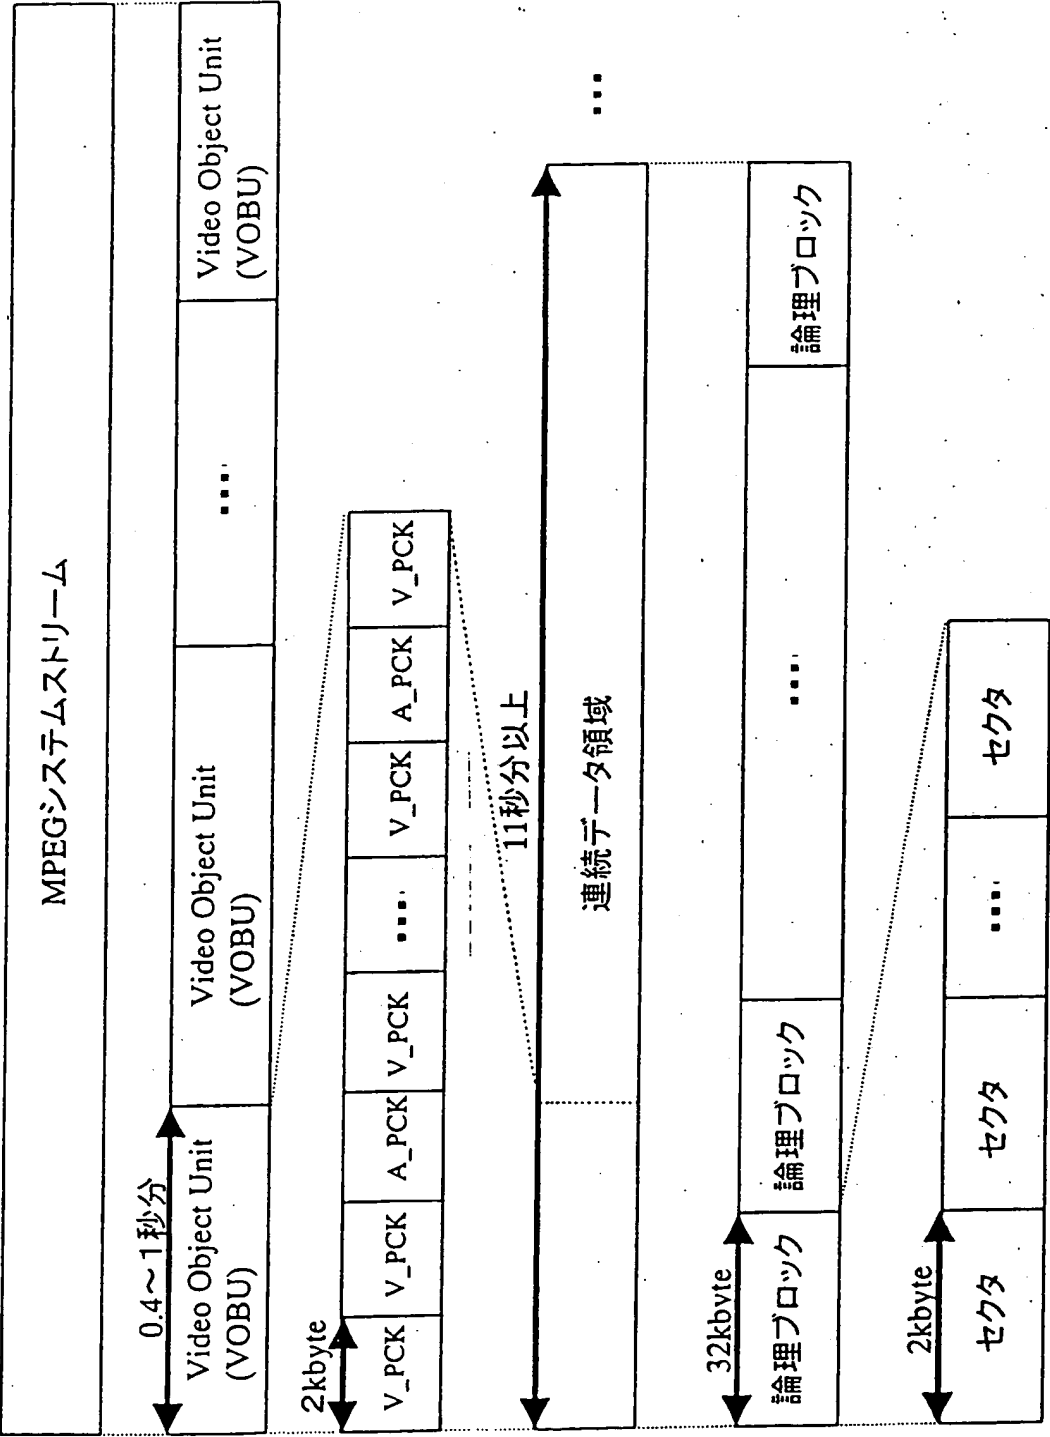 MPEGシステムストリーム
0.4～1秒分
Video Object Unit
(VOBU)
Video Object Unit
(VOBU)
....
Video Object Unit
(VOBU)
2kbyte
V_PCK
V_PCK
A_PCK
V_PCK
....
V_PCK
A_PCK
V_PCK
11秒分以上
連続データ領域
...
32kbyte
論理ブロック
論理ブロック
....
論理ブロック
2kbyte
セクタ
セクタ
....
セクタ